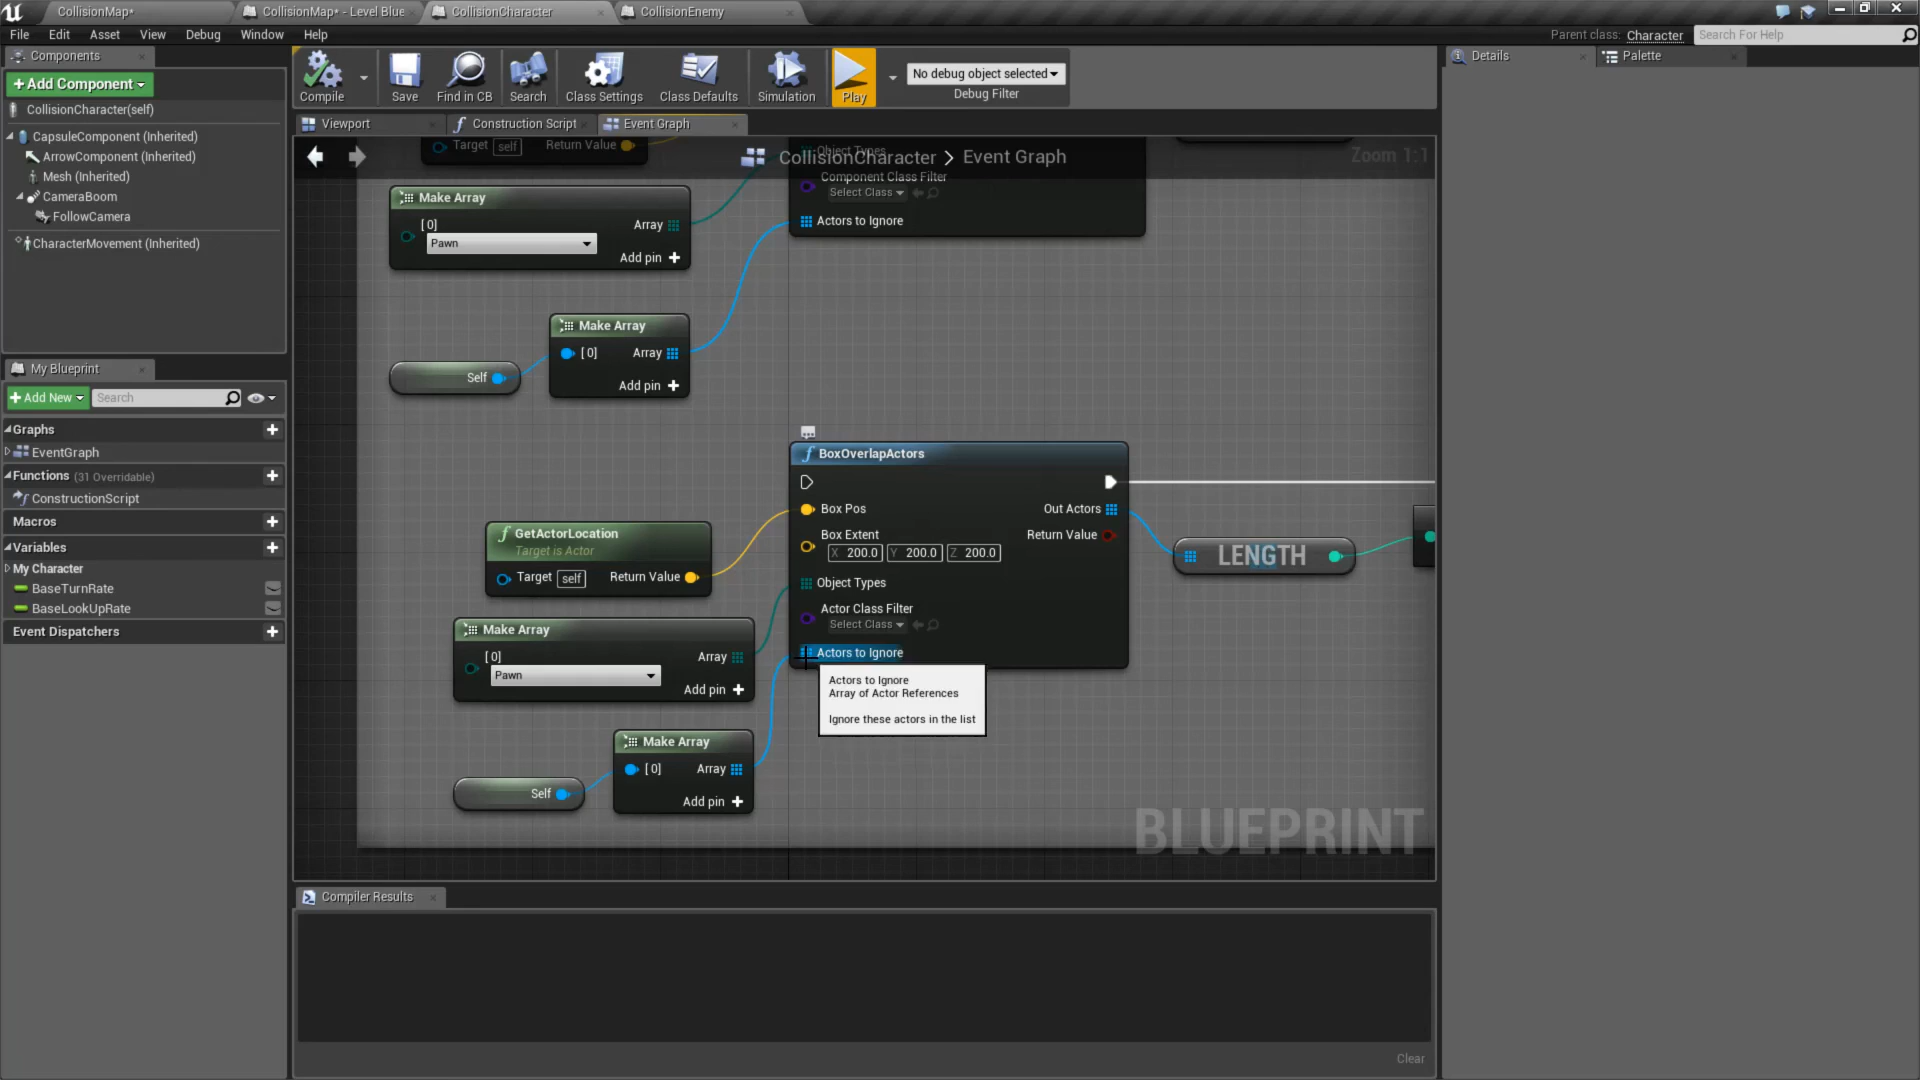 CollisionMap*
CollisionMap* - Level Blue
CollisionCharacter
CollisionEnemy
File Edit Asset View Debug Window Help
Parent class: Character
Search For Help
Components
+Add Component
CollisionCharacter(self)
CapsuleComponent (Inherited)
ArrowComponent (Inherited)
Mesh (Inherited)
CameraBoom
FollowCamera
CharacterMovement (Inherited)
My Blueprint
+Add New
Search
Graphs
EventGraph
Functions (31 Overridable)
ConstructionScript
Macros
Variables
My Character
BaseTurnRate
BaseLookUpRate
Event Dispatchers
Compile
Save
Find in CB
Search
Class Settings
Class Defaults
Simulation
Play
No debug object selected
Debug Filter
Viewport
Construction Script
Event Graph
CollisionCharacter > Event Graph
Zoom 1:1
Target self Return Value
Object Types
Component Class Filter
Select Class
Actors to Ignore
Make Array
[0] Array
Pawn
Add pin +
Make Array
[0] Array
Add pin +
Self
BoxOverlapActors
Box Pos Out Actors
Box Extent Return Value
X 200.0 Y 200.0 Z 200.0
Object Types
Actor Class Filter
Select Class
Actors to Ignore
GetActorLocation
Target is Actor
Target self Return Value
LENGTH
Make Array
[0] Array
Pawn
Add pin +
Actors to Ignore
Array of Actor References
Ignore these actors in the list
Make Array
[0] Array
Add pin +
Self
BLUEPRINT
Compiler Results
Clear
Details
Palette